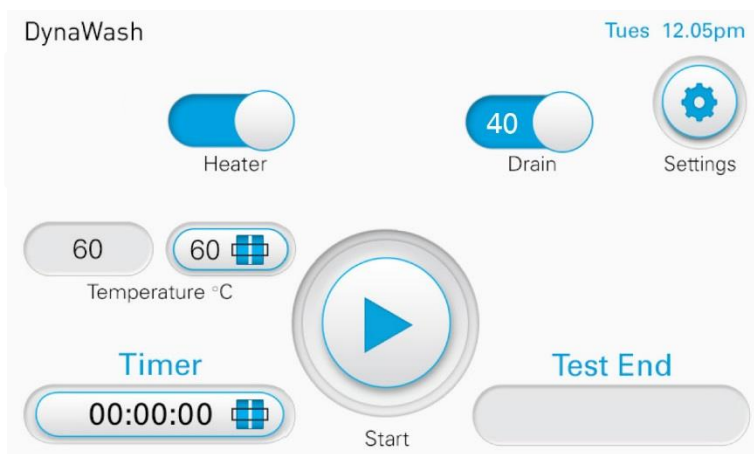 DynaWash
Tues 12.05pm
40
Heater
Drain
Settings
60
60
Temperature °C
Timer
Test End
00:00:00
Start